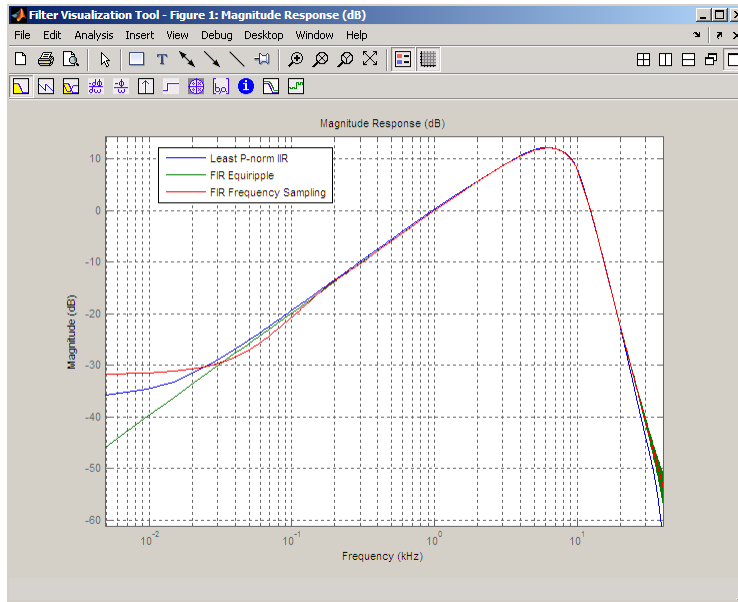 Filter Visualization Tool - Figure 1: Magnitude Response (dB)
File Edit Analysis Insert View Debug Desktop Window Help
Magnitude Response (dB)
Least P-norm IIR
FIR Equiripple
FIR Frequency Sampling
10
0
-10
-20
-30
-40
-50
-60
Magnitude (dB)
10^-2 10^-1 10^0 10^1
Frequency (kHz)